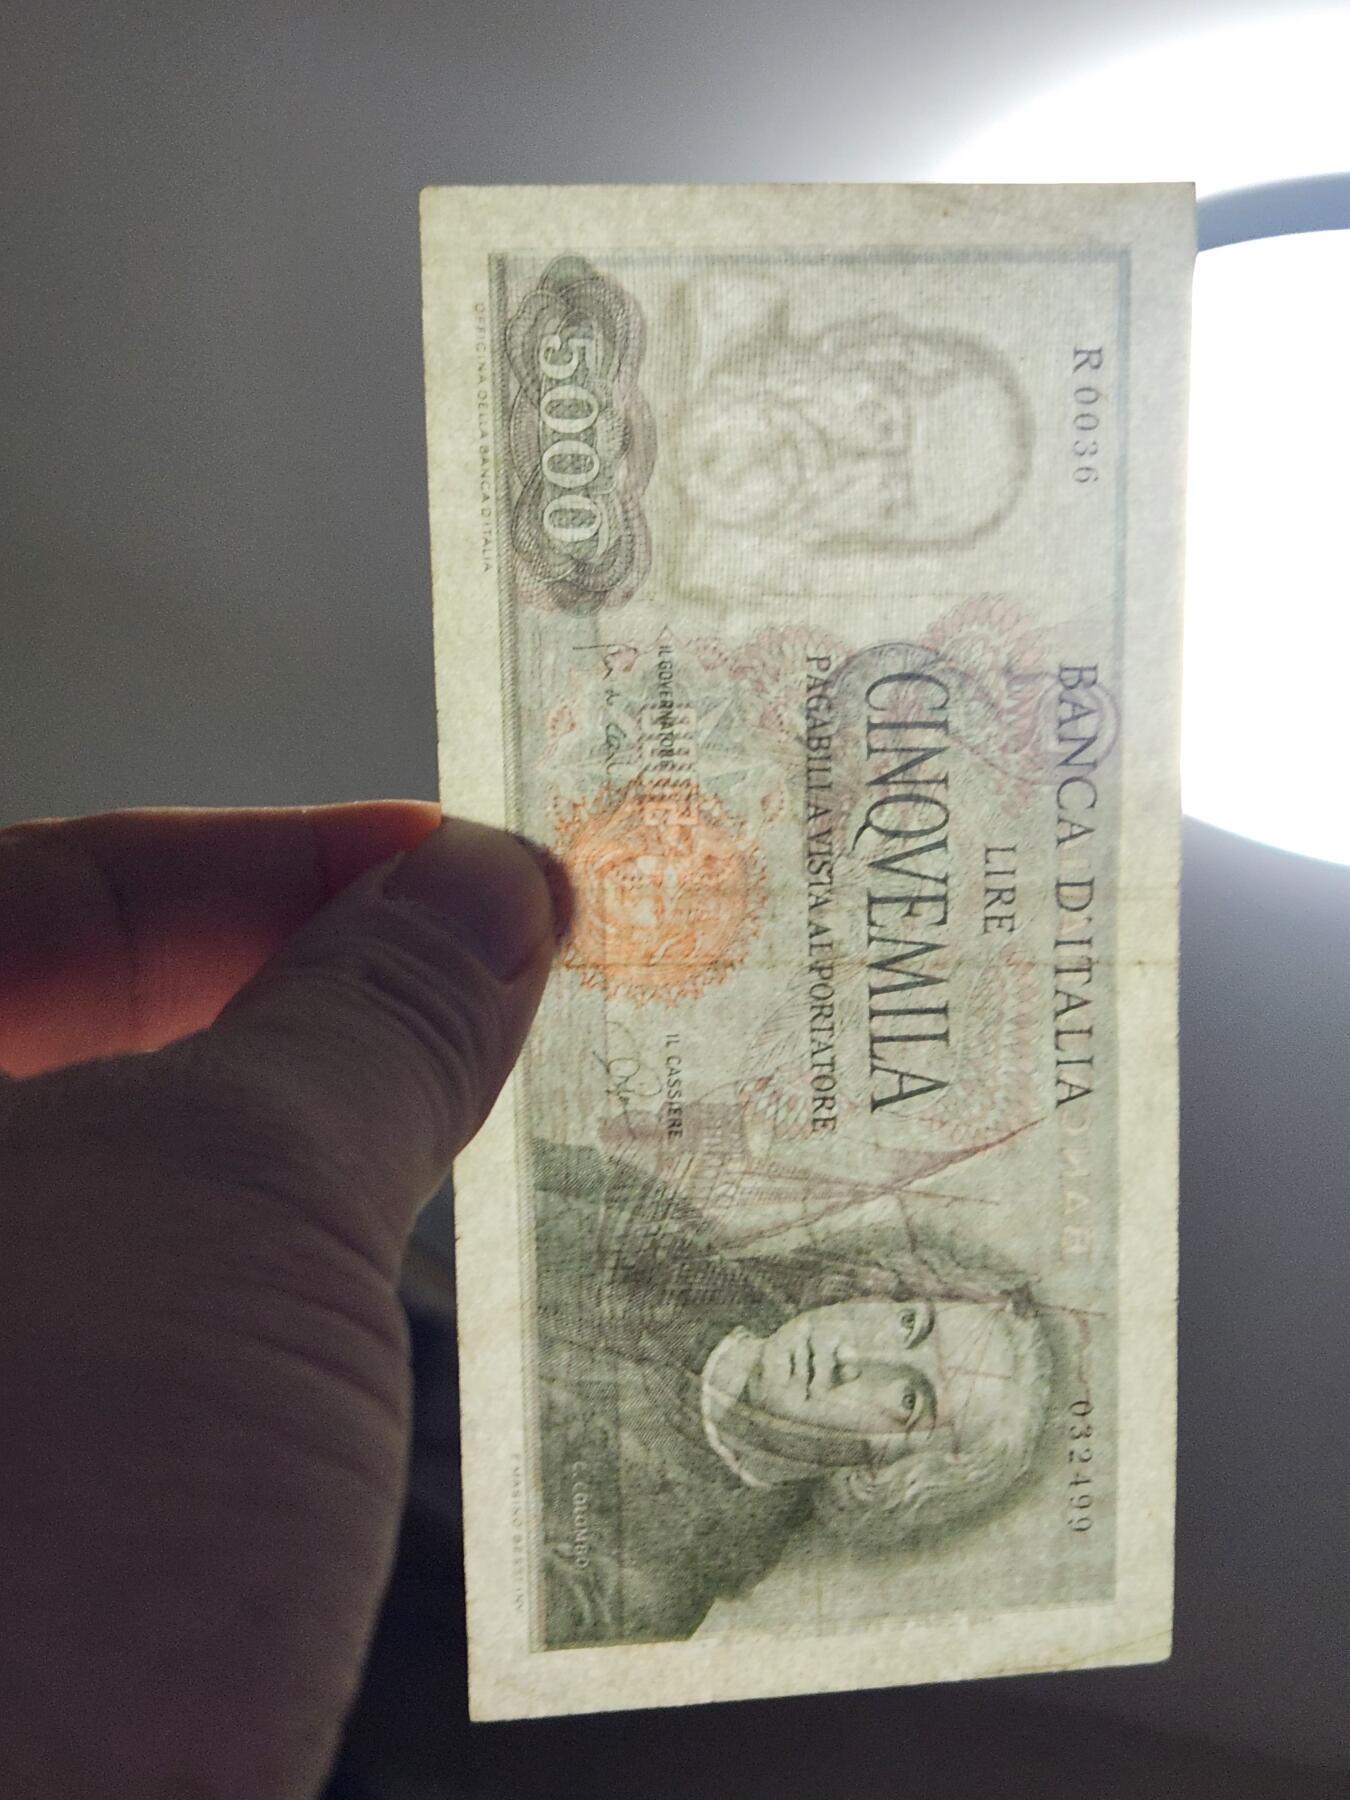 R 0036
BANCA D'ITALIA
032499
LIRE
CINQVEMILA
PAGABILI A VISTA AL PORTATORE
IL GOVERNATORE
IL CASSIERE
5000
C. COLOMBO
OFFICINA DELLA BANCA D'ITALIA